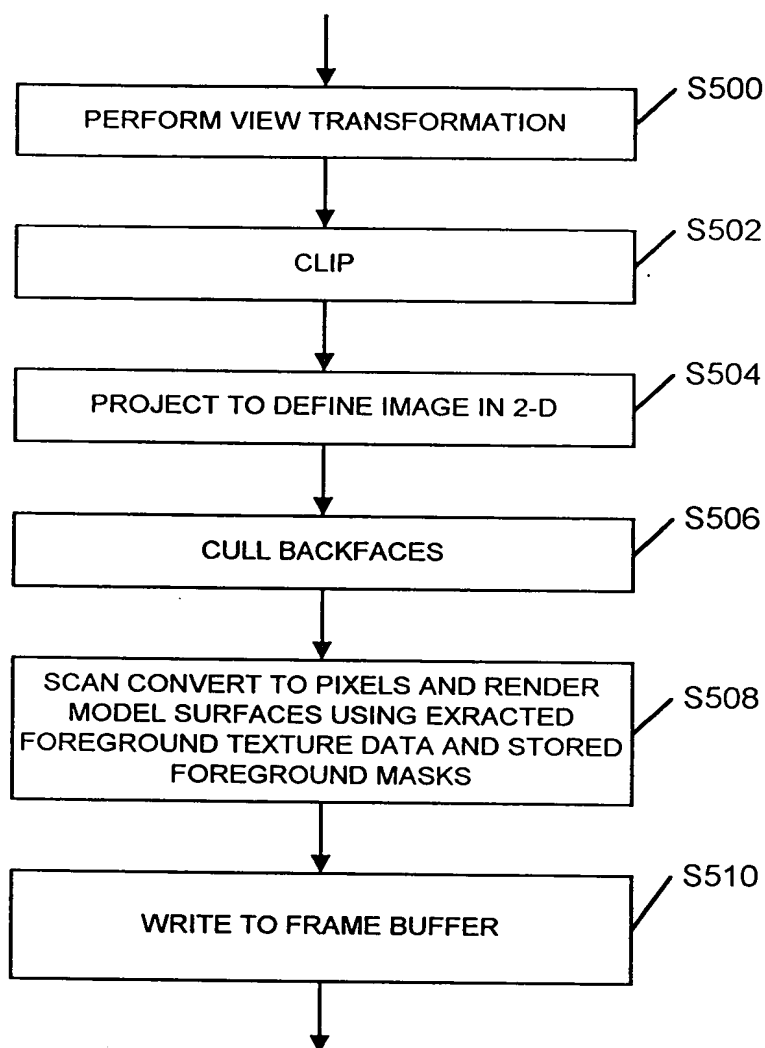 S500
PERFORM VIEW TRANSFORMATION
S502
CLIP
S504
PROJECT TO DEFINE IMAGE IN 2-D
S506
CULL BACKFACES
S508
SCAN CONVERT TO PIXELS AND RENDER
MODEL SURFACES USING EXRACTED
FOREGROUND TEXTURE DATA AND STORED
FOREGROUND MASKS
S510
WRITE TO FRAME BUFFER